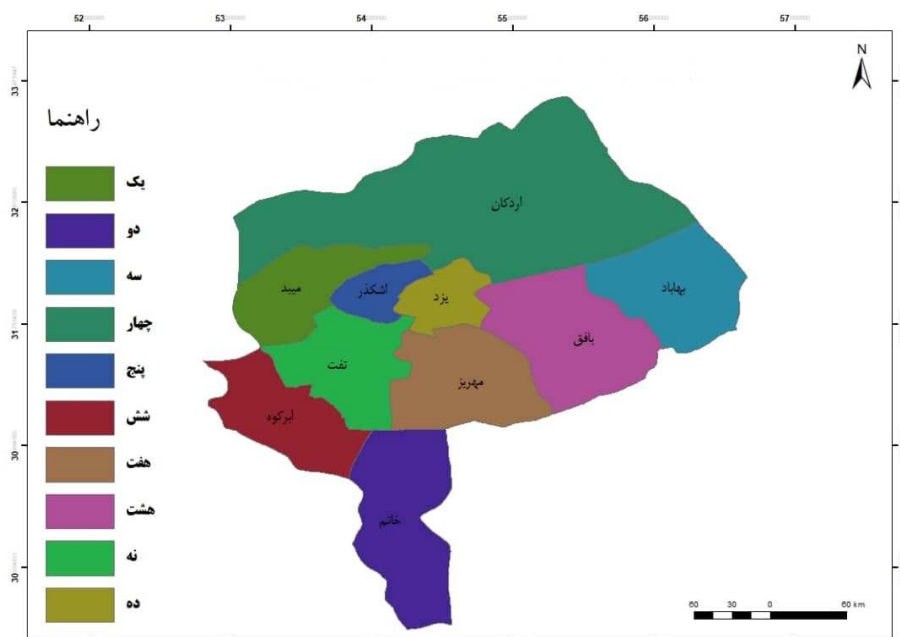 52 53 54 55 56 57
N
33
32
31
30
30
راهنما
یک
دو
سه
چهار
پنج
شش
هفت
هشت
نه
ده
اردکان
میبد
اشکذر
یزد
بهاباد
بافق
تفت
مهریز
ابرکوه
خاتم
60 30 0 60 km